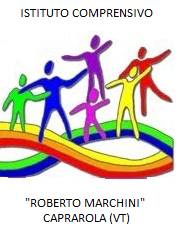 ISTITUTO COMPRENSIVO
"ROBERTO MARCHINI"
CAPRAROLA (VT)